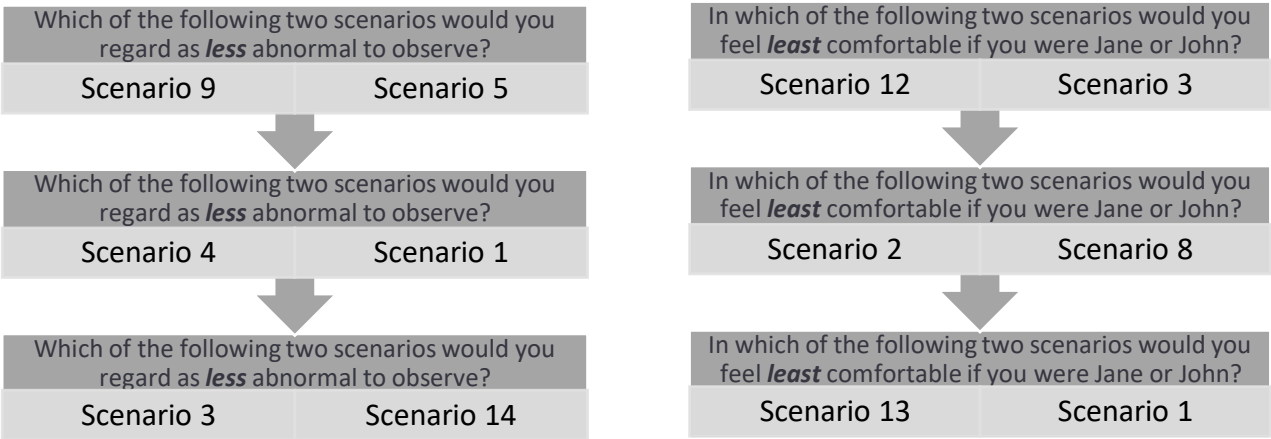 Which of the following two scenarios would you
regard as less abnormal to observe?
Scenario 9 Scenario 5
Which of the following two scenarios would you
regard as less abnormal to observe?
Scenario 4 Scenario 1
Which of the following two scenarios would you
regard as less abnormal to observe?
Scenario 3 Scenario 14
In which of the following two scenarios would you
feel least comfortable if you were Jane or John?
Scenario 12 Scenario 3
In which of the following two scenarios would you
feel least comfortable if you were Jane or John?
Scenario 2 Scenario 8
In which of the following two scenarios would you
feel least comfortable if you were Jane or John?
Scenario 13 Scenario 1